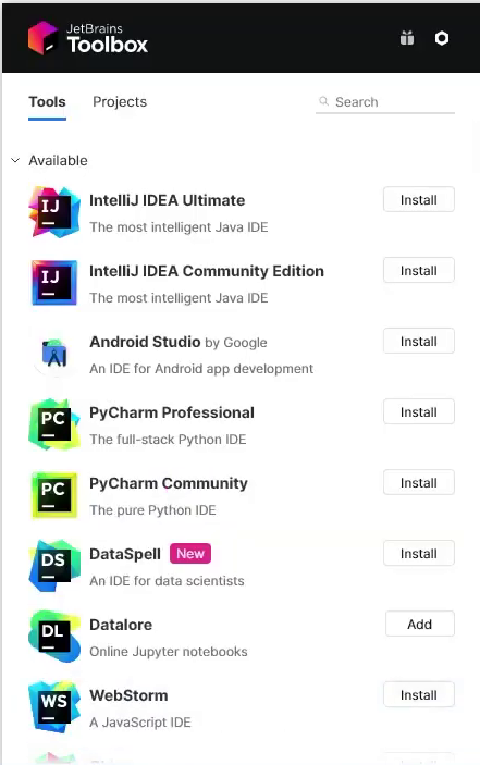 JetBrains
Toolbox
Tools Projects Search
Available
IJ IntelliJ IDEA Ultimate Install
The most intelligent Java IDE
IJ IntelliJ IDEA Community Edition Install
The most intelligent Java IDE
Android Studio by Google Install
An IDE for Android app development
PC PyCharm Professional Install
The full-stack Python IDE
PC PyCharm Community Install
The pure Python IDE
DS DataSpell New Install
An IDE for data scientists
DL Datalore Add
Online Jupyter notebooks
WS WebStorm Install
A JavaScript IDE